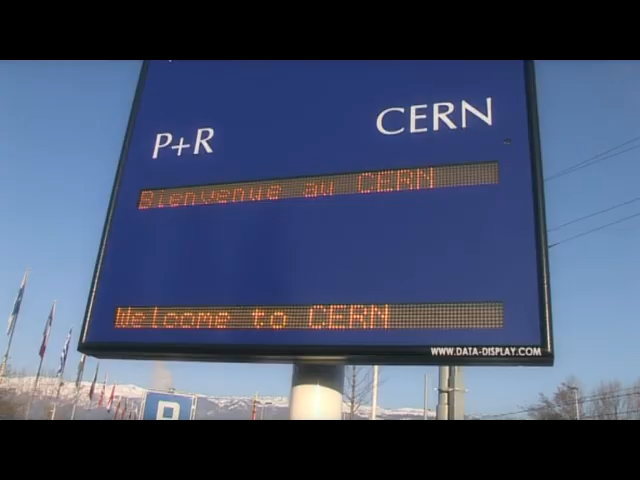 P+R
CERN
Bienvenue au CERN
Welcome to CERN
WWW.DATA-DISPLAY.COM
P